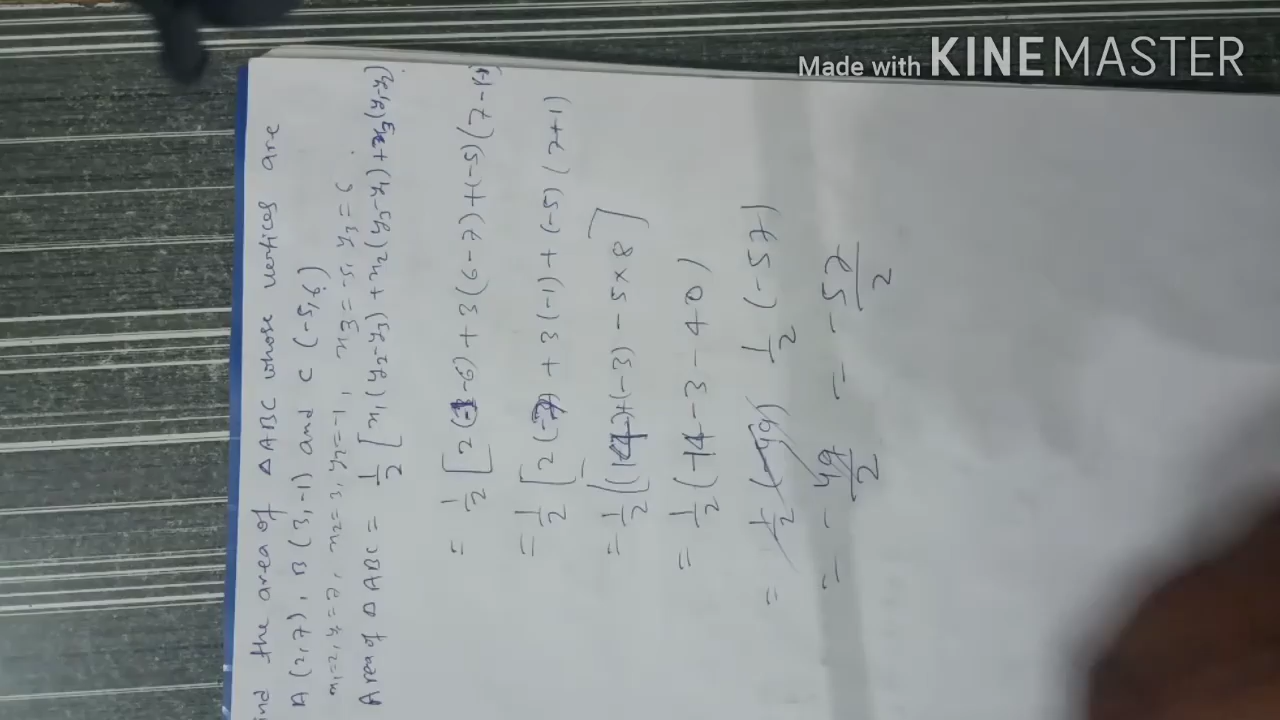 Made with KINEMASTER
ind the area of △ABC whose vertices are
A(2,7), B(3,-1) and C(-5,6)
x1=2, y1=7, x2=3, y2=-1, x3=-5, y3=6
Area of △ABC = 1/2 [x1(y2-y3) + x2(y3-y1) + x3(y1-y2)]
= 1/2 [2(-1-6) + 3(6-7) + (-5)(7-(-1))]
= 1/2 [2(-7) + 3(-1) + (-5)(7+1)
= 1/2 [(-14) + (-3) - 5×8]
= 1/2 (-14-3-40)
= 1/2 (-57)
= - 49/2 = - 57/2